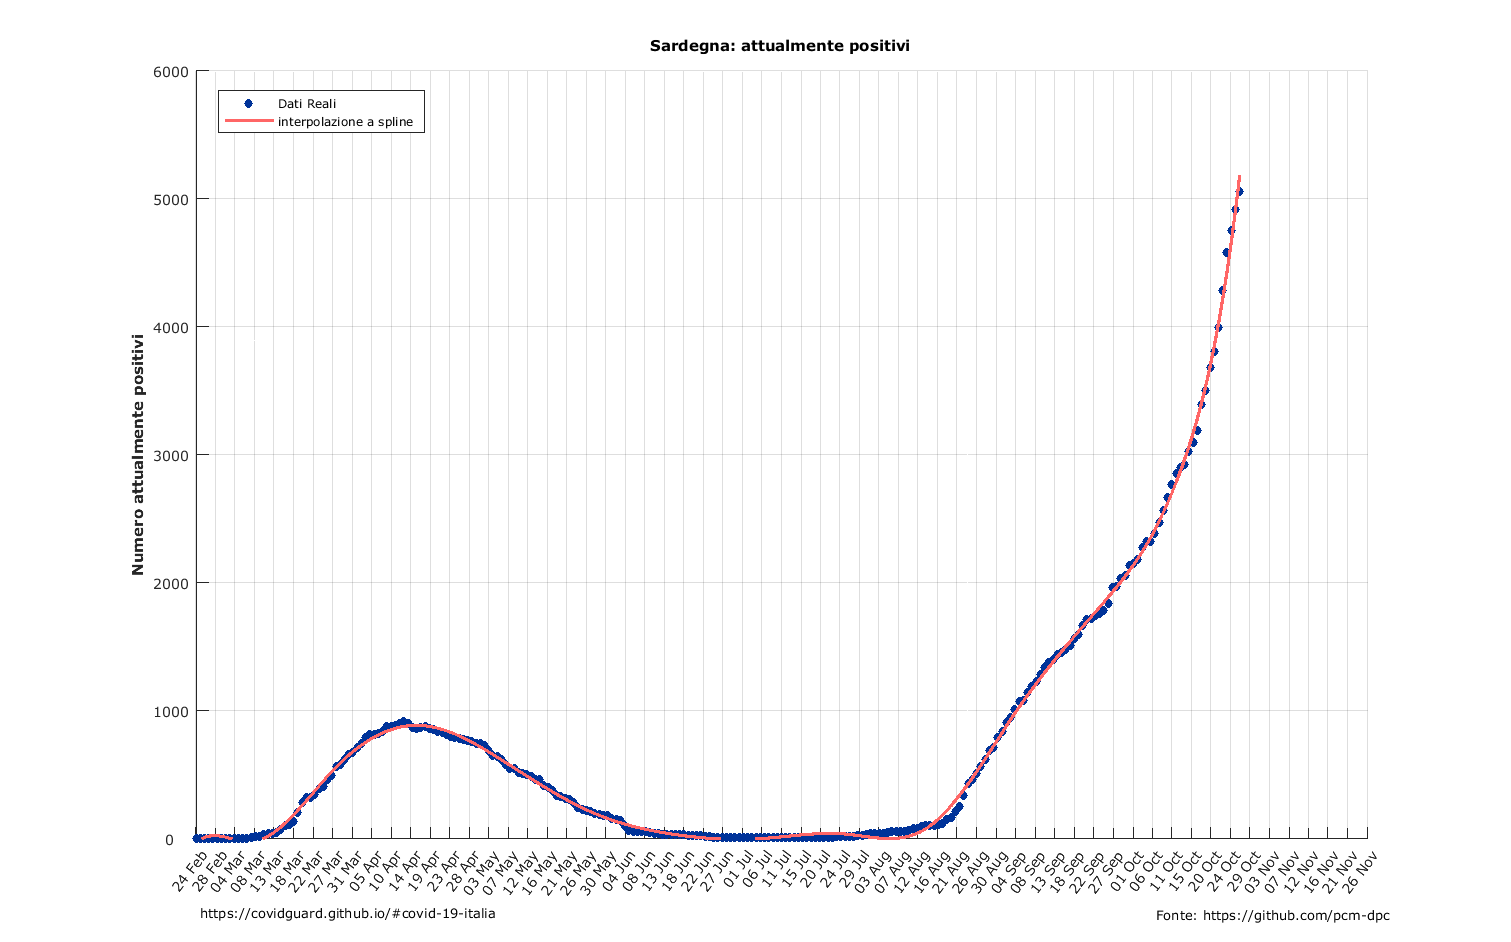 Sardegna: attualmente positivi
6000
5000
4000
3000
2000
1000
0
Numero attualmente positivi
Dati Reali
interpolazione a spline
24 Feb
28 Feb
04 Mar
08 Mar
13 Mar
18 Mar
22 Mar
27 Mar
31 Mar
05 Apr
10 Apr
14 Apr
19 Apr
23 Apr
28 Apr
03 May
07 May
12 May
16 May
21 May
26 May
30 May
04 Jun
08 Jun
13 Jun
18 Jun
22 Jun
27 Jun
01 Jul
06 Jul
11 Jul
15 Jul
20 Jul
24 Jul
29 Jul
03 Aug
07 Aug
12 Aug
16 Aug
21 Aug
26 Aug
30 Aug
04 Sep
08 Sep
13 Sep
18 Sep
22 Sep
27 Sep
01 Oct
06 Oct
11 Oct
15 Oct
20 Oct
24 Oct
29 Oct
03 Nov
07 Nov
12 Nov
16 Nov
21 Nov
26 Nov
https://covidguard.github.io/#covid-19-italia
Fonte: https://github.com/pcm-dpc